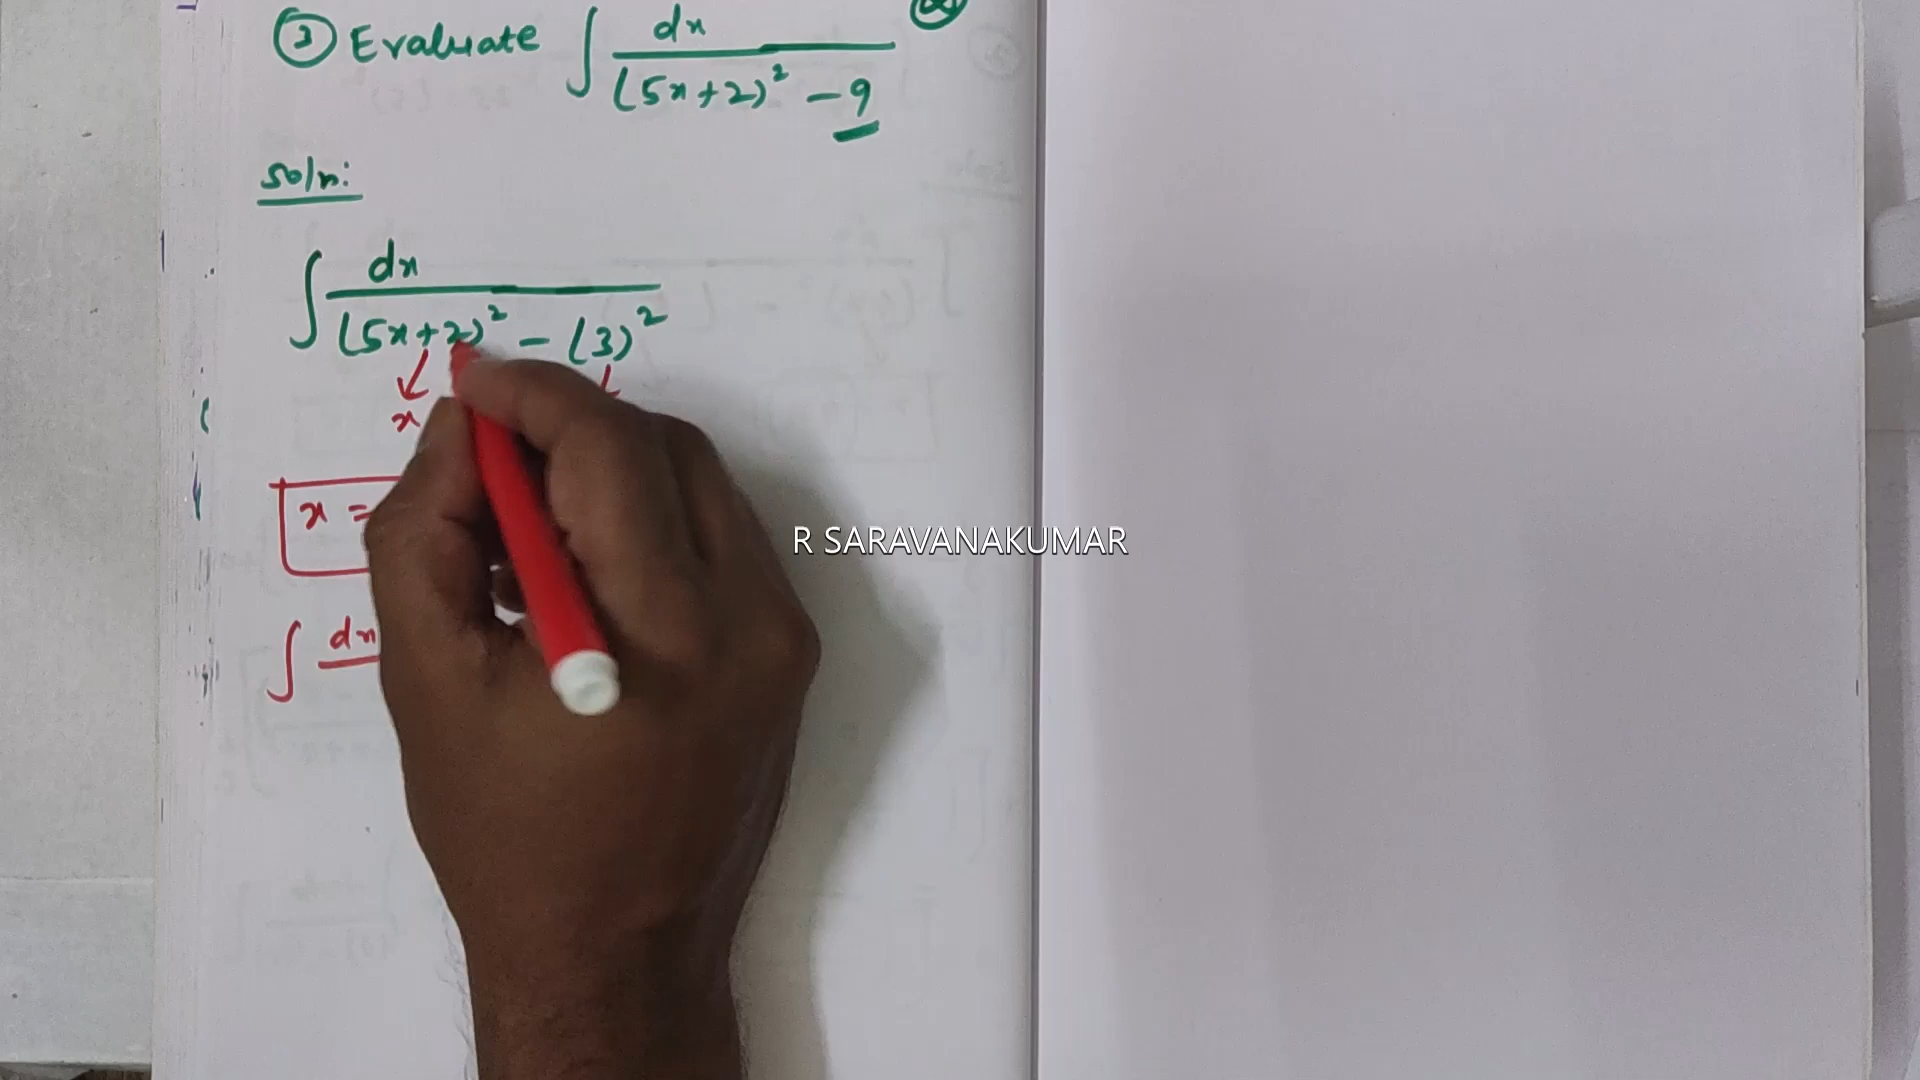 ③ Evaluate ∫ dx / (5x+2)² - 9
Soln:
∫ dx / (5x+2)² - (3)²
x
x =
∫ dx
R SARAVANAKUMAR